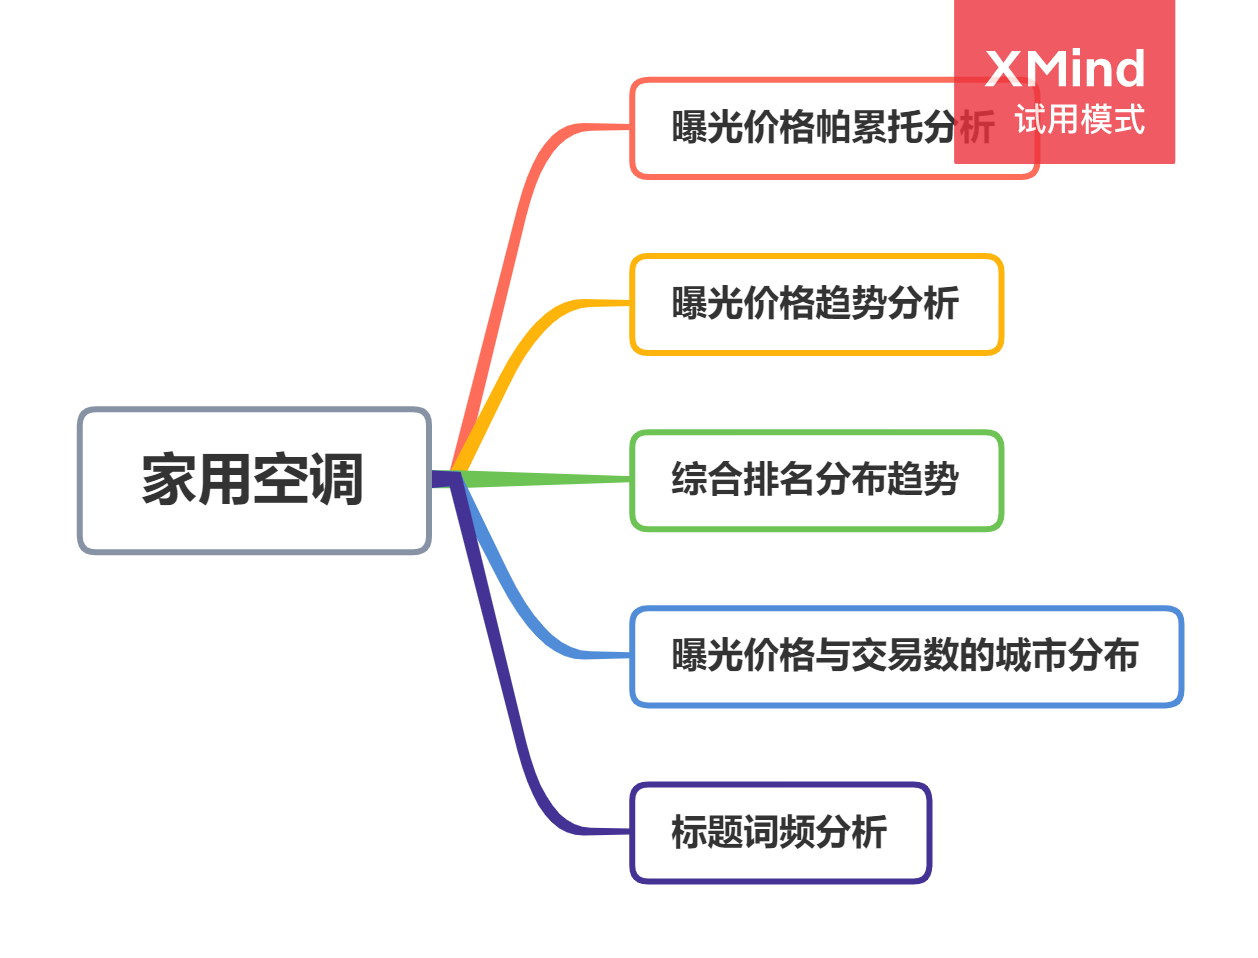 XMind
试用模式
曝光价格帕累托分析
曝光价格趋势分析
家用空调
综合排名分布趋势
曝光价格与交易数的城市分布
标题词频分析